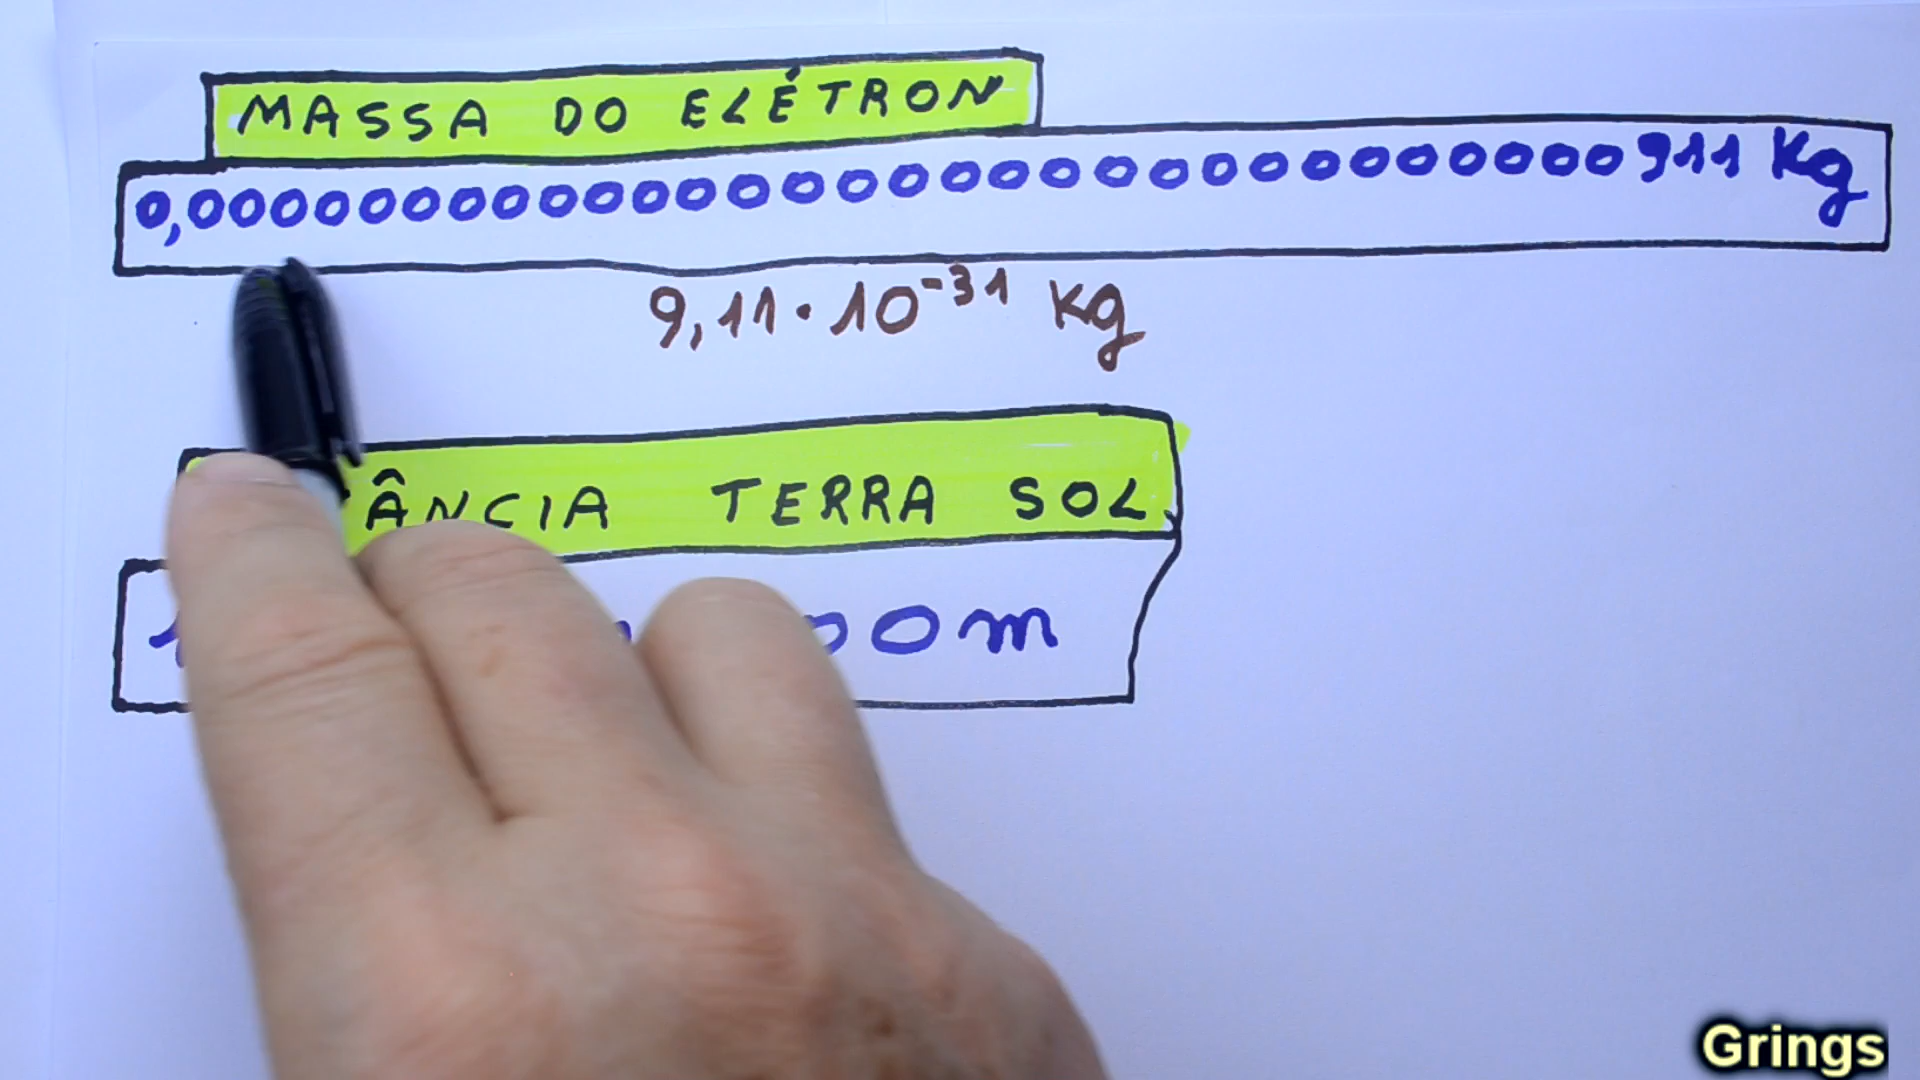 MASSA DO ELÉTRON
0,000000000000000000000000000000911 Kg
9,11·10⁻³¹ Kg
ÂNCIA TERRA SOL
00m
Grings